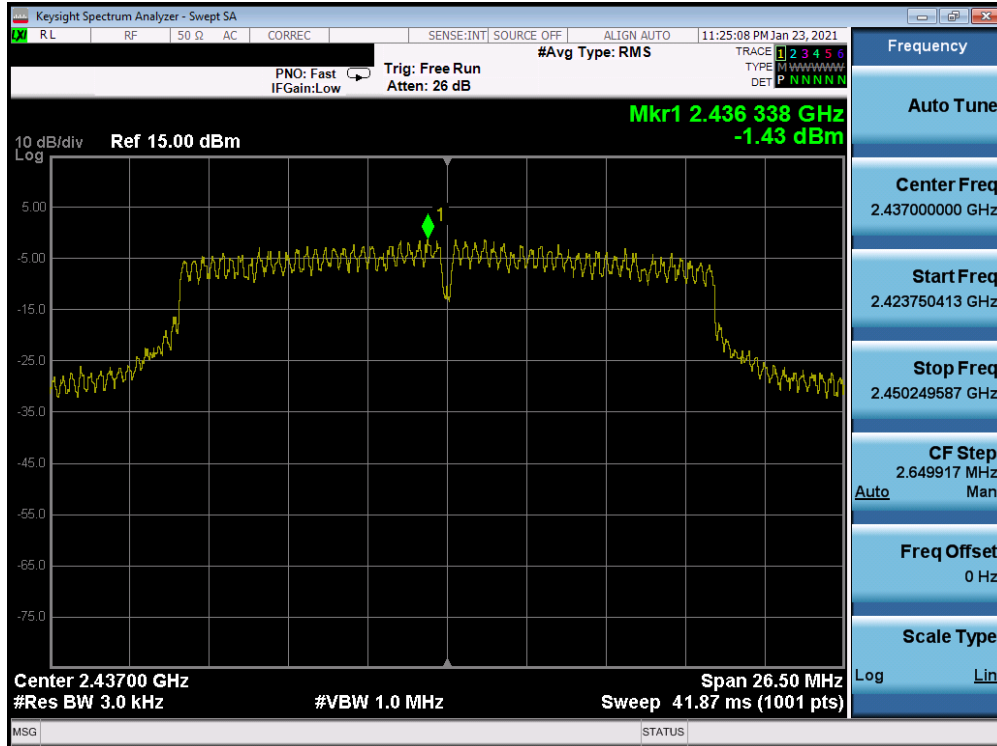 Keysight Spectrum Analyzer - Swept SA
LXI RL RF 50 Ω AC CORREC SENSE:INT SOURCE OFF ALIGN AUTO 11:25:08 PM Jan 23, 2021
#Avg Type: RMS TRACE 1 2 3 4 5 6
PNO: Fast Trig: Free Run TYPE M WWWWW
IFGain:Low Atten: 26 dB DET P N N N N N
Mkr1 2.436 338 GHz
-1.43 dBm
10 dB/div Ref 15.00 dBm
Log
1
5.00
-5.00
-15.0
-25.0
-35.0
-45.0
-55.0
-65.0
-75.0
Center 2.43700 GHz Span 26.50 MHz
#Res BW 3.0 kHz #VBW 1.0 MHz Sweep 41.87 ms (1001 pts)
MSG STATUS
Frequency
Auto Tune
Center Freq
2.437000000 GHz
Start Freq
2.423750413 GHz
Stop Freq
2.450249587 GHz
CF Step
2.649917 MHz
Auto Man
Freq Offset
0 Hz
Scale Type
Log Lin